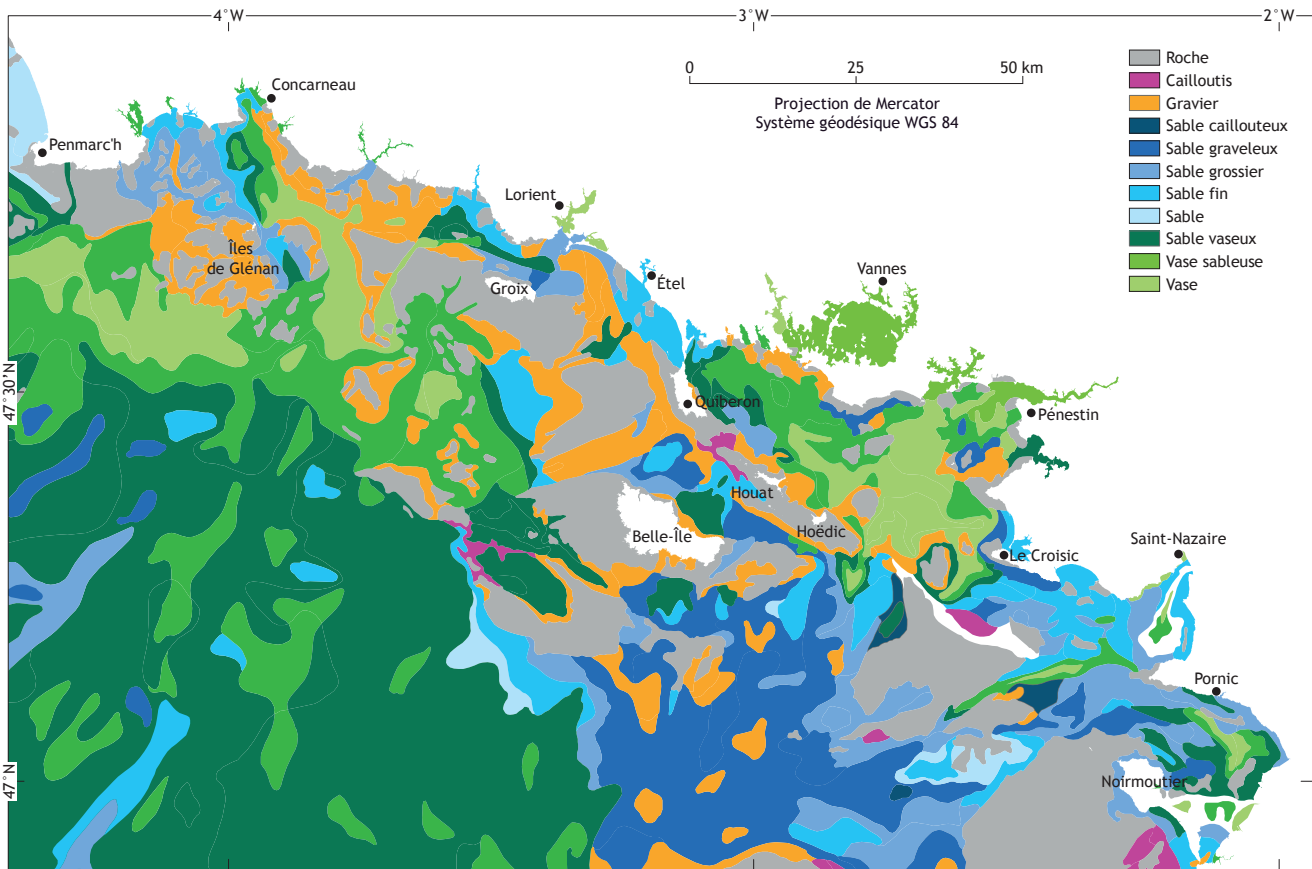 4°W
3°W
2°W
0
25
50 km
Projection de Mercator
Système géodésique WGS 84
Roche
Cailloutis
Gravier
Sable caillouteux
Sable graveleux
Sable grossier
Sable fin
Sable
Sable vaseux
Vase sableuse
Vase
Concarneau
Penmarc'h
Lorient
Îles
de Glénan
Groix
Étel
Vannes
47°30'N
Quiberon
Pénestin
Houat
Hoëdic
Belle-Île
Le Croisic
Saint-Nazaire
Pornic
Noirmoutier
47°N